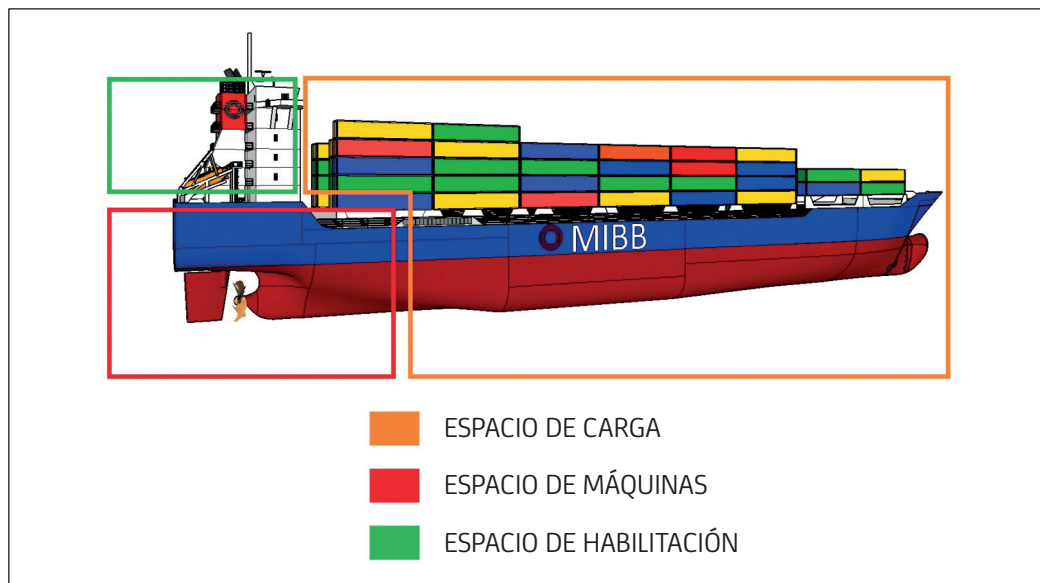 MIBB
ESPACIO DE CARGA
ESPACIO DE MÁQUINAS
ESPACIO DE HABILITACIÓN